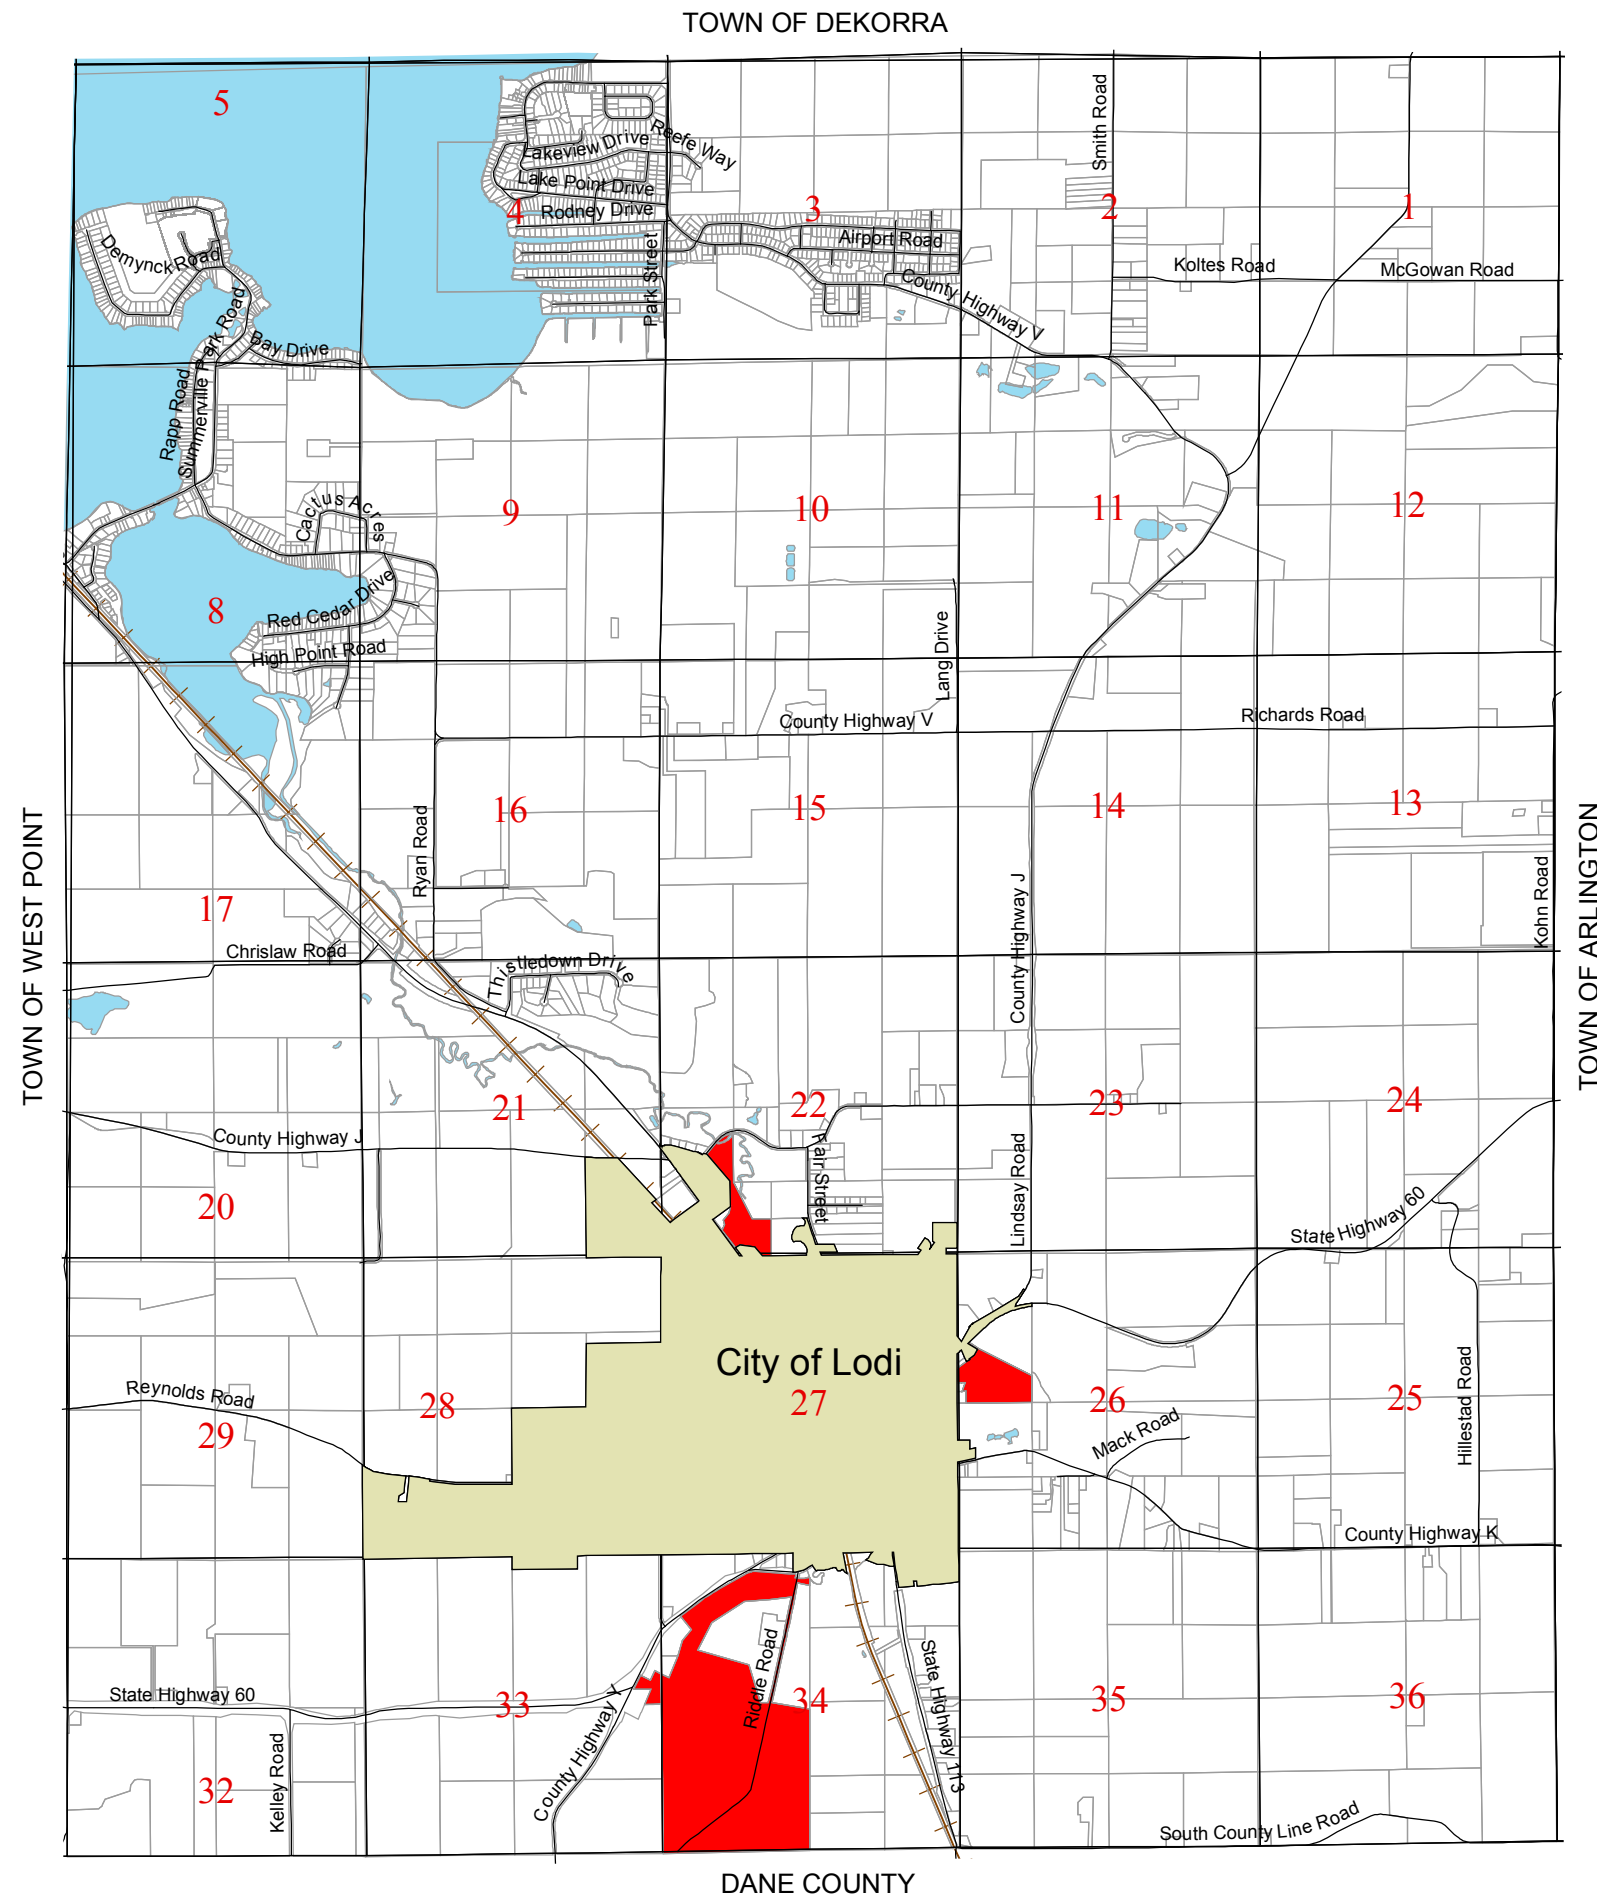 TOWN OF DEKORRA
5
Smith Road
Reefe Way
Lakeview Drive
Lake Point Drive
4
Rodney Drive
3
2
1
Airport Road
Demynck Road
Park Street
County Highway V
Koltes Road
McGowan Road
Summerville Park Road
Bay Drive
Rapp Road
Cactus Acres
9
10
11
12
8
Red Cedar Drive
High Point Road
Lang Drive
County Highway V
Richards Road
TOWN OF WEST POINT
16
15
14
13
TOWN OF ARLINGTON
Ryan Road
County Highway J
Kohn Road
17
Chrislaw Road
Thistledown Drive
21
22
23
24
County Highway J
Fair Street
Lindsay Road
20
State Highway 60
City of Lodi
Reynolds Road
28
27
26
25
29
Mack Road
Hillestad Road
County Highway K
State Highway 60
33
Riddle Road
34
State Highway 113
35
36
32
Kelley Road
County Highway Y
South County Line Road
DANE COUNTY